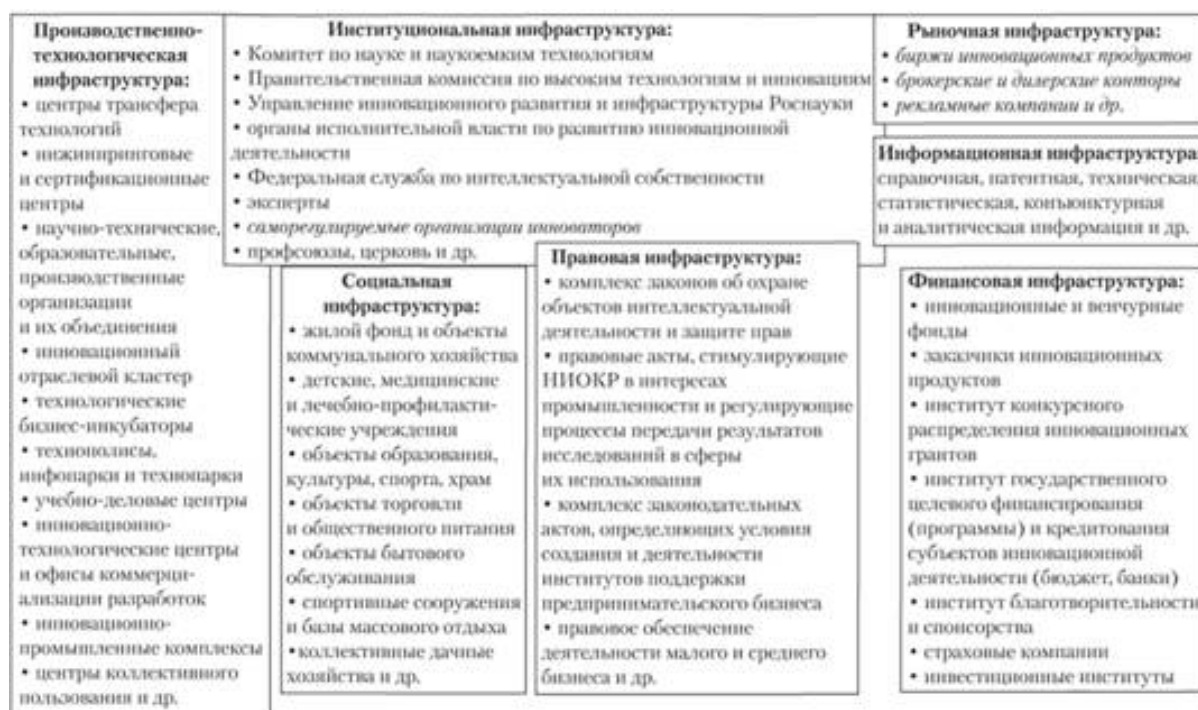 Производственно-
технологическая
инфраструктура:
• центры трансфера
технологий
• инжиниринговые
и сертификационные
центры
• научно-технические,
образовательные,
производственные
организации
и их объединения
• инновационный
отраслевой кластер
• технологические
бизнес-инкубаторы
• технополисы,
инфопарки и технопарки
• учебно-деловые центры
• инновационно-
технологические центры
и офисы коммерци-
ализации разработок
• инновационно-
промышленные комплексы
• центры коллективного
пользования и др.
Институциональная инфраструктура:
• Комитет по науке и наукоемким технологиям
• Правительственная комиссия по высоким технологиям и инновациям
• Управление инновационного развития и инфраструктуры Роснауки
• органы исполнительной власти по развитию инновационной
деятельности
• Федеральная служба по интеллектуальной собственности
• эксперты
• саморегулируемые организации инноваторов
• профсоюзы, церковь и др.
Рыночная инфраструктура:
• биржи инновационных продуктов
• брокерские и дилерские конторы
• рекламные компании и др.
Информационная инфраструктура
справочная, патентная, техническая,
статистическая, конъюнктурная
и аналитическая информация и др.
Социальная
инфраструктура:
• жилой фонд и объекты
коммунального хозяйства
• детские, медицинские
и лечебно-профилакти-
ческие учреждения
• объекты образования,
культуры, спорта, храм
• объекты торговли
и общественного питания
• объекты бытового
обслуживания
• спортивные сооружения
и базы массового отдыха
•коллективные дачные
хозяйства и др.
Правовая инфраструктура:
• комплекс законов об охране
объектов интеллектуальной
деятельности и защите прав
• правовые акты, стимулирующие
НИОКР в интересах
промышленности и регулирующие
процессы передачи результатов
исследований в сферы
их использования
• комплекс законодательных
актов, определяющих условия
создания и деятельности
институтов поддержки
предпринимательского бизнеса
• правовое обеспечение
деятельности малого и среднего
бизнеса и др.
Финансовая инфраструктура:
• инновационные и венчурные
фонды
• заказчики инновационных
продуктов
• институт конкурсного
распределения инновационных
грантов
• институт государственного
целевого финансирования
(программы) и кредитования
субъектов инновационной
деятельности (бюджет, банки)
• институт благотворительности
и спонсорства
• страховые компании
• инвестиционные институты